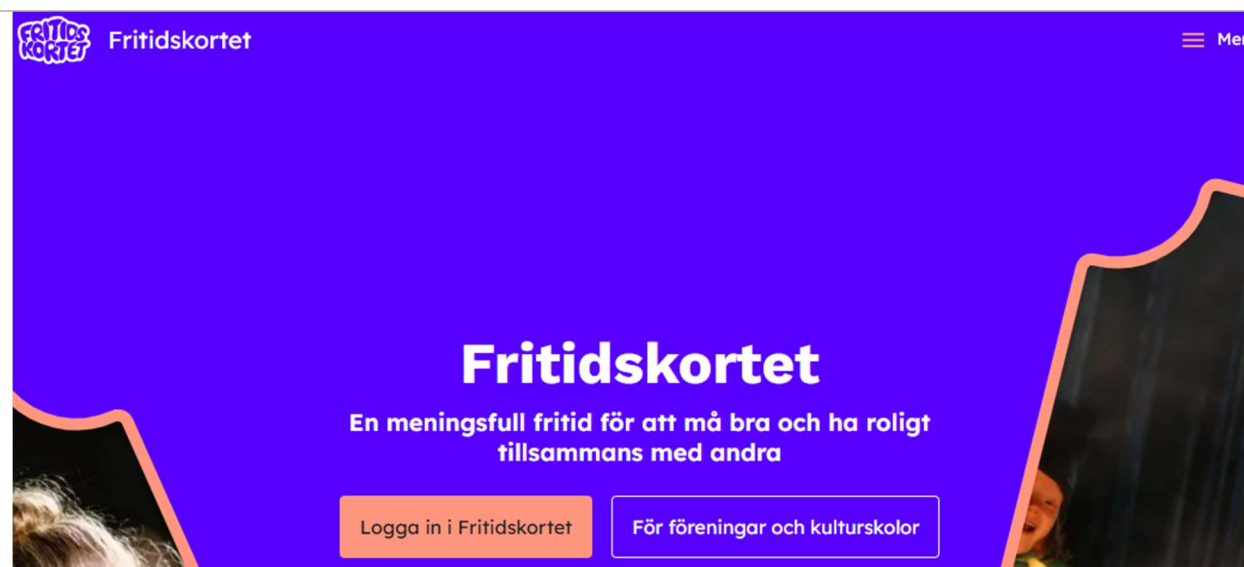 FRITIDS
KORTET
Fritidskortet
Fritidskortet
En meningsfull fritid för att må bra och ha roligt
tillsammans med andra
Logga in i Fritidskortet
För föreningar och kulturskolor